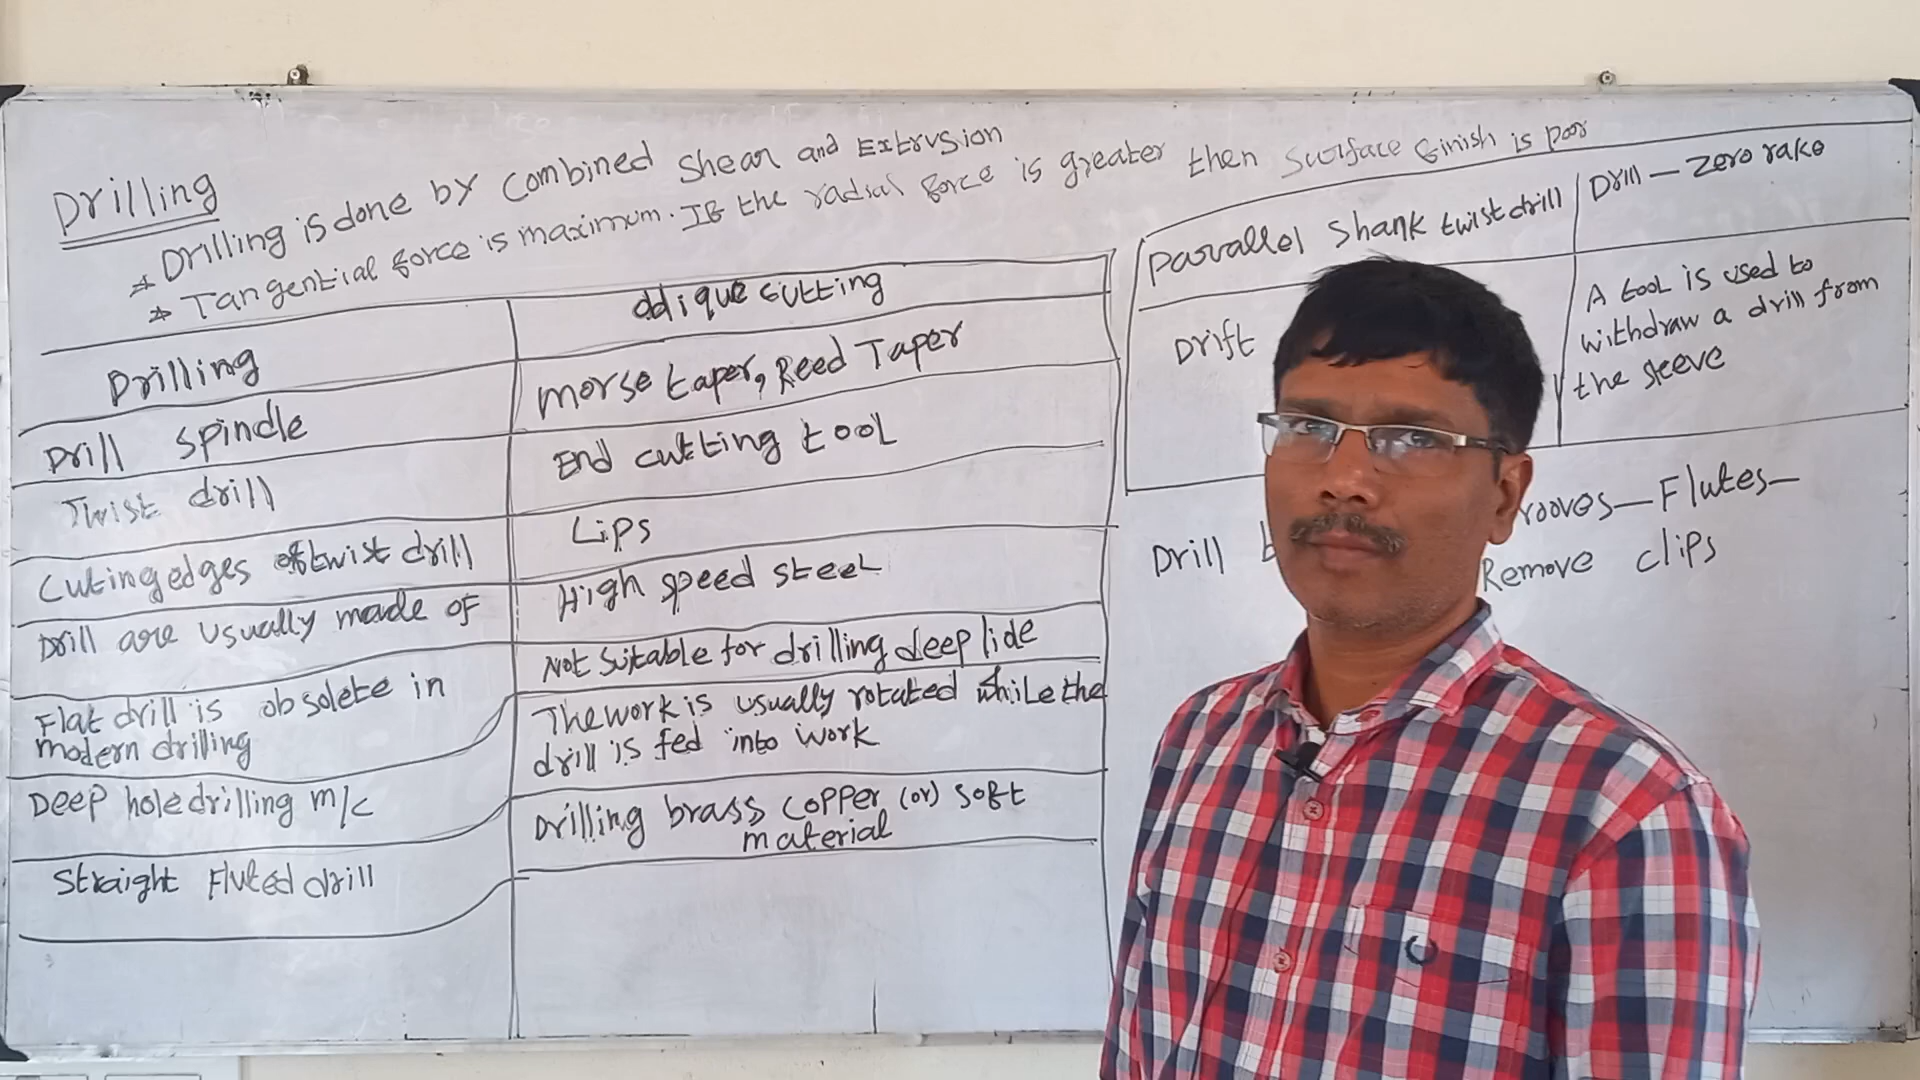 Drilling
* Drilling is done by combined shear and Extrusion
* Tangential force is maximum. If the radial force is greater then surface finish is poor
Drilling
oblique cutting
Drill spindle
morse taper, Reed Taper
Twist drill
End cutting tool
Cuting edges of twist drill
Lips
Drill are usually made of
High speed steel
Flat drill is obsolete in
modern drilling
Not suitable for drilling deep lide
Deep hole drilling m/c
The work is usually rotated while the
drill is fed into work
Straight Fluted drill
Drilling brass copper (or) soft
material
parallel shank twist drill
Drill - zero rake
Drift
A tool is used to
withdraw a drill from
the sleeve
Drill
rooves - Flutes -
Remove clips